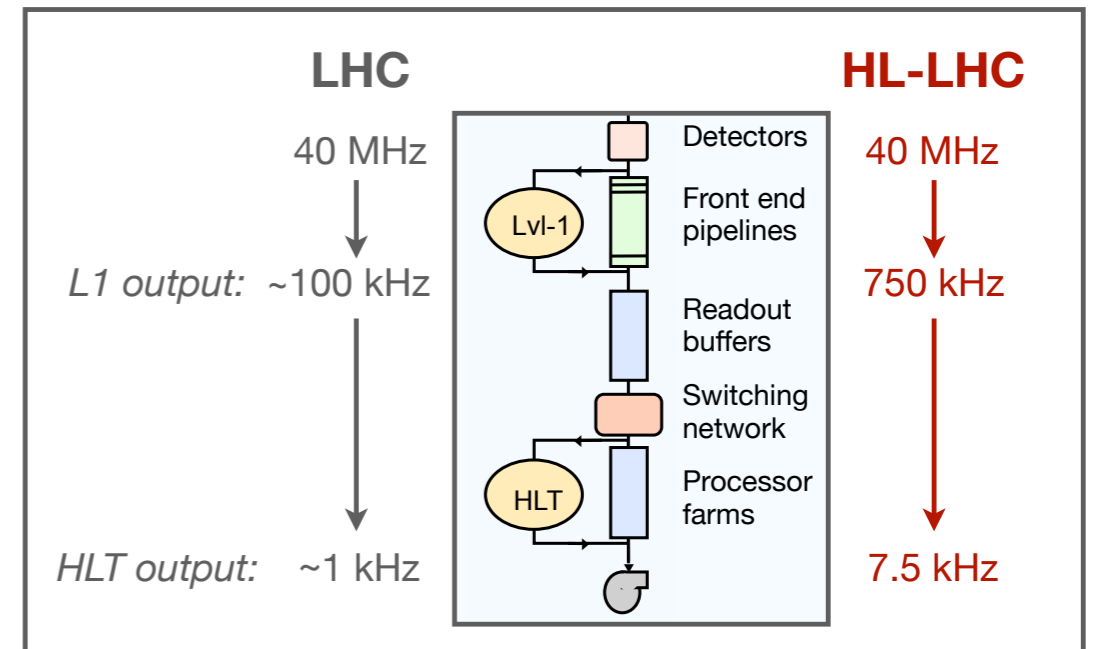 LHC
HL-LHC
40 MHz
Detectors
40 MHz
Lvl-1
Front end
pipelines
L1 output: ~100 kHz
750 kHz
Readout
buffers
Switching
network
HLT
Processor
farms
HLT output: ~1 kHz
7.5 kHz